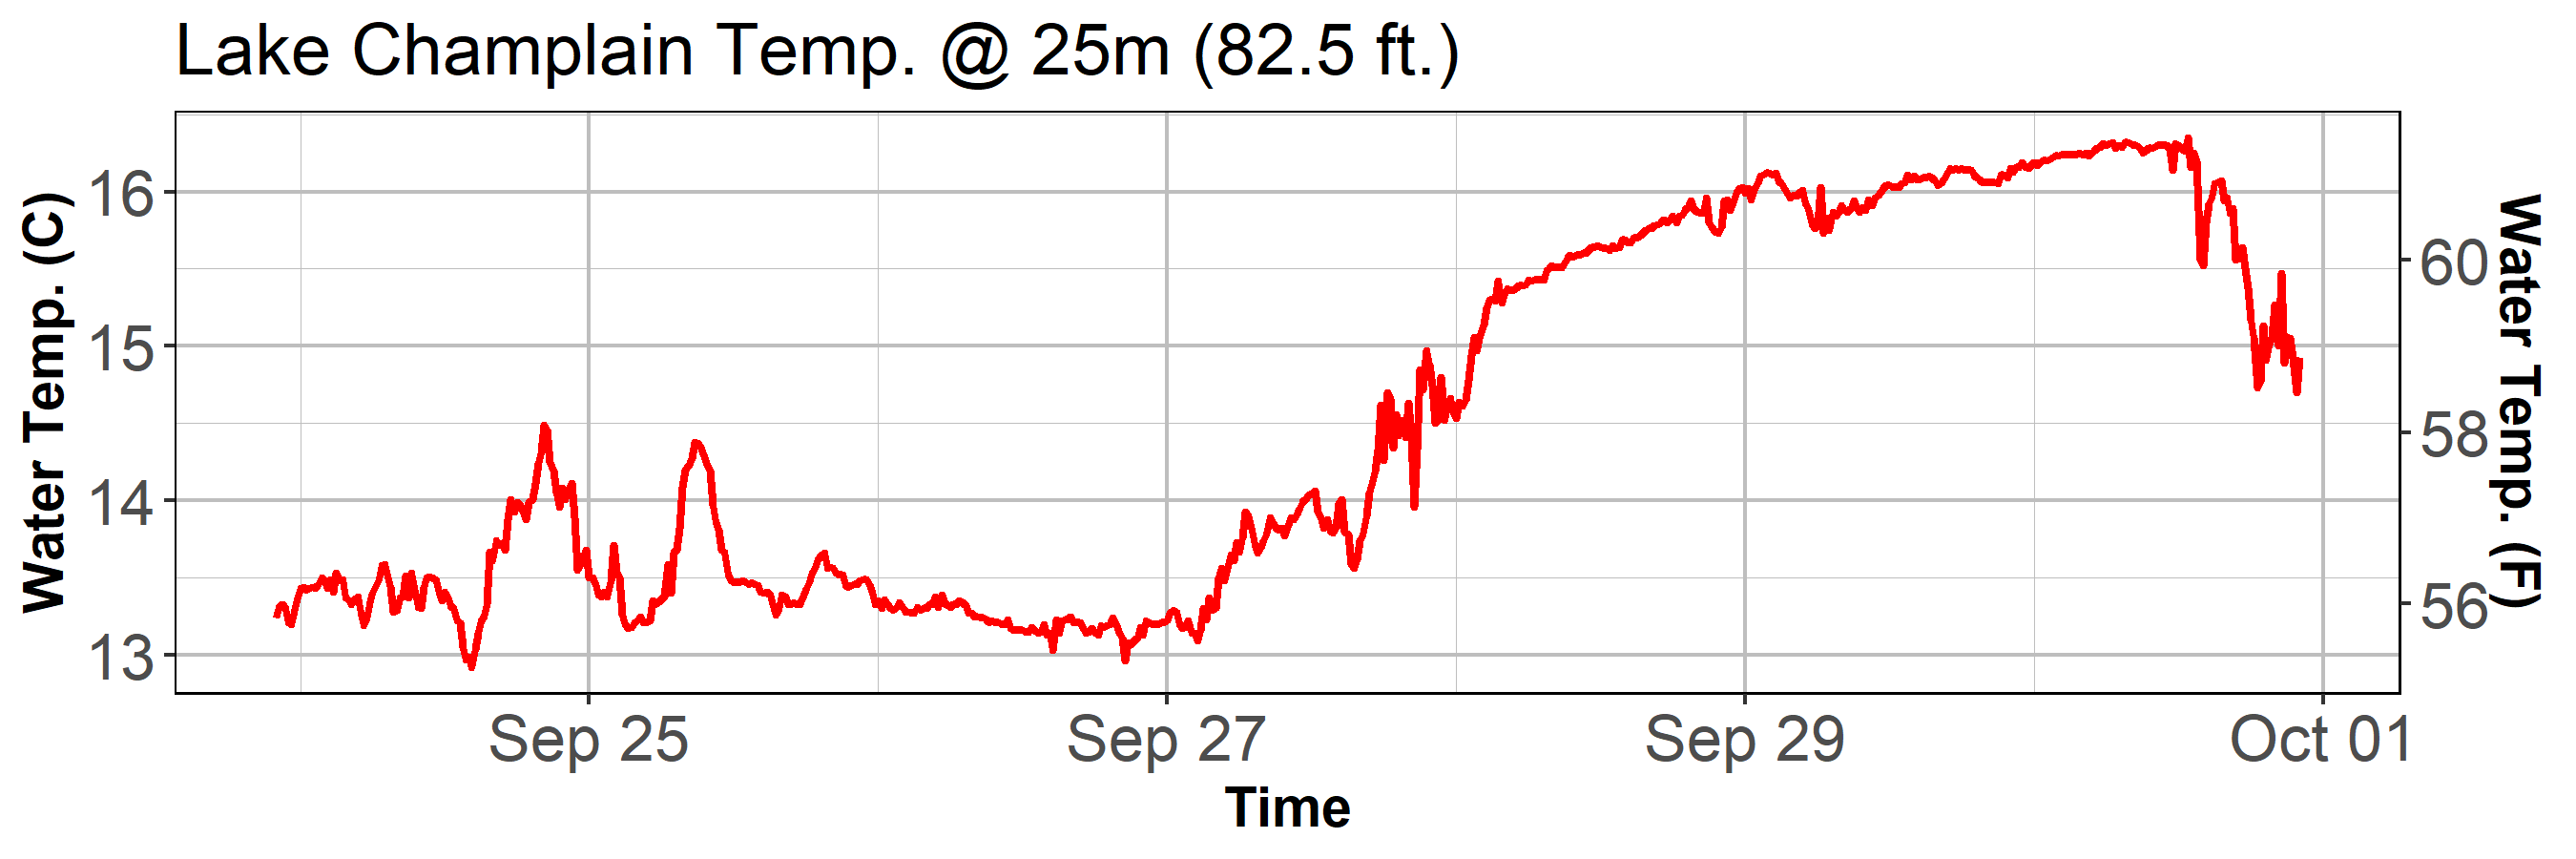 Lake Champlain Temp. @ 25m (82.5 ft.)
Water Temp. (C)
16
15
14
13
60
58
56
Water Temp. (F)
Sep 25 Sep 27 Sep 29 Oct 01
Time